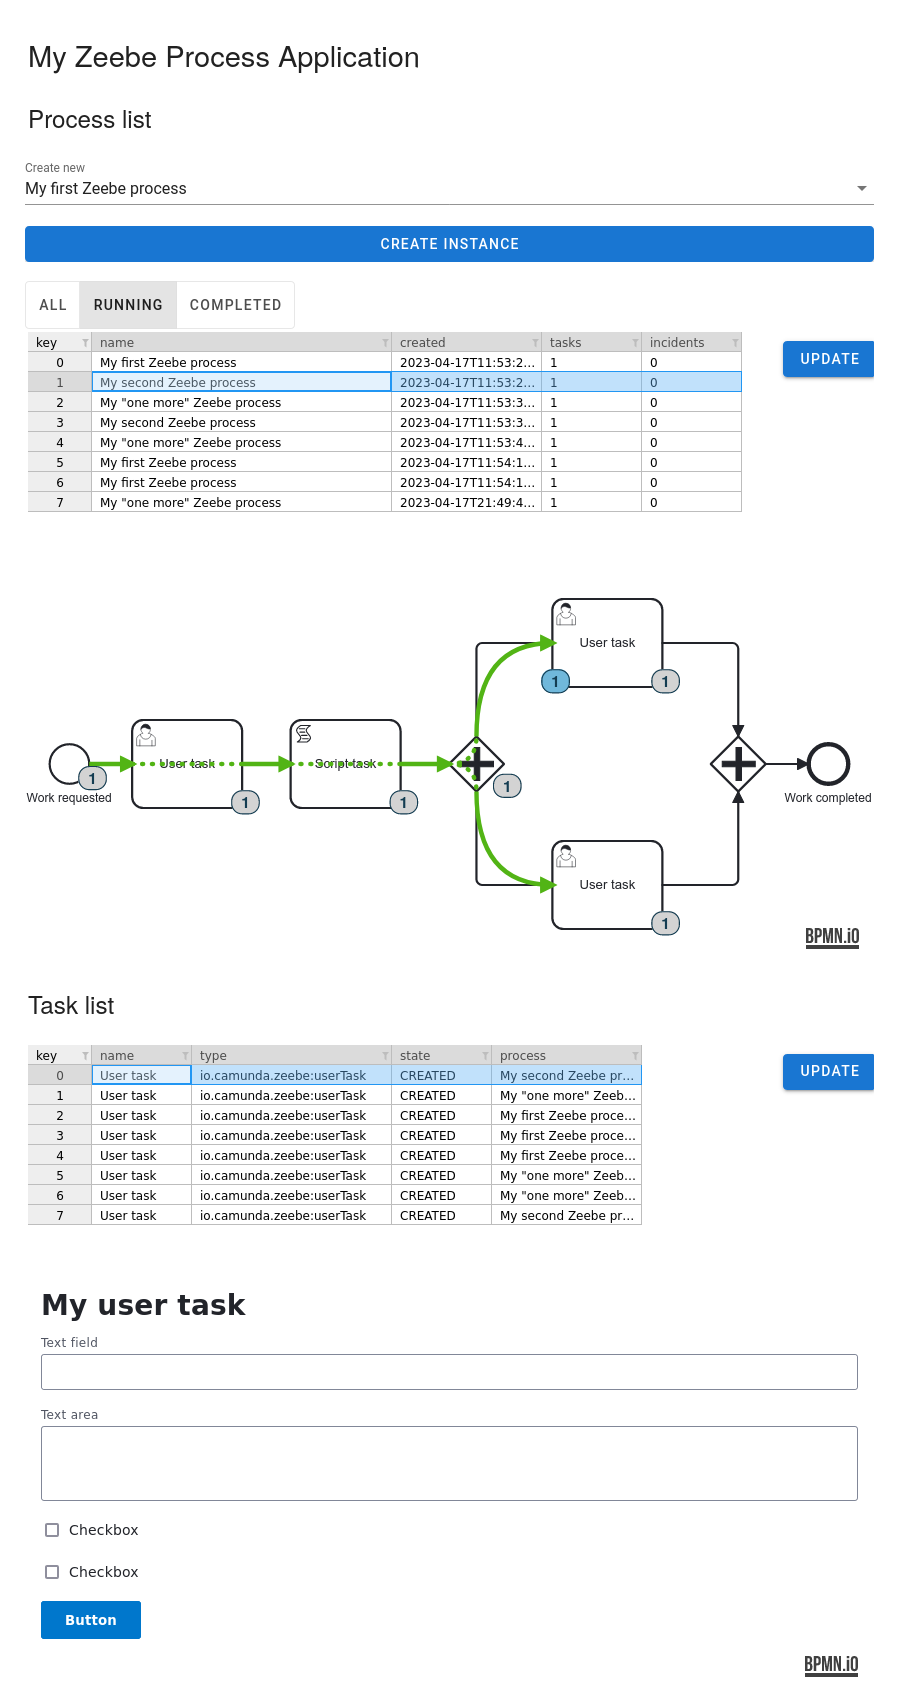 My Zeebe Process Application
Process list
Create new
My first Zeebe process
CREATE INSTANCE
ALL RUNNING COMPLETED
key name created tasks incidents
0 My first Zeebe process 2023-04-17T11:53:2... 1 0
1 My second Zeebe process 2023-04-17T11:53:2... 1 0
2 My "one more" Zeebe process 2023-04-17T11:53:3... 1 0
3 My second Zeebe process 2023-04-17T11:53:3... 1 0
4 My "one more" Zeebe process 2023-04-17T11:53:4... 1 0
5 My first Zeebe process 2023-04-17T11:54:1... 1 0
6 My first Zeebe process 2023-04-17T11:54:1... 1 0
7 My "one more" Zeebe process 2023-04-17T21:49:4... 1 0
UPDATE
User task
1 1
User task
Script task
1
1
1
1
Work requested
Work completed
User task
1
BPMN.iO
Task list
key name type state process
0 User task io.camunda.zeebe:userTask CREATED My second Zeebe pr...
1 User task io.camunda.zeebe:userTask CREATED My "one more" Zeeb...
2 User task io.camunda.zeebe:userTask CREATED My first Zeebe proce...
3 User task io.camunda.zeebe:userTask CREATED My first Zeebe proce...
4 User task io.camunda.zeebe:userTask CREATED My first Zeebe proce...
5 User task io.camunda.zeebe:userTask CREATED My "one more" Zeeb...
6 User task io.camunda.zeebe:userTask CREATED My "one more" Zeeb...
7 User task io.camunda.zeebe:userTask CREATED My second Zeebe pr...
UPDATE
My user task
Text field
Text area
Checkbox
Checkbox
Button
BPMN.iO